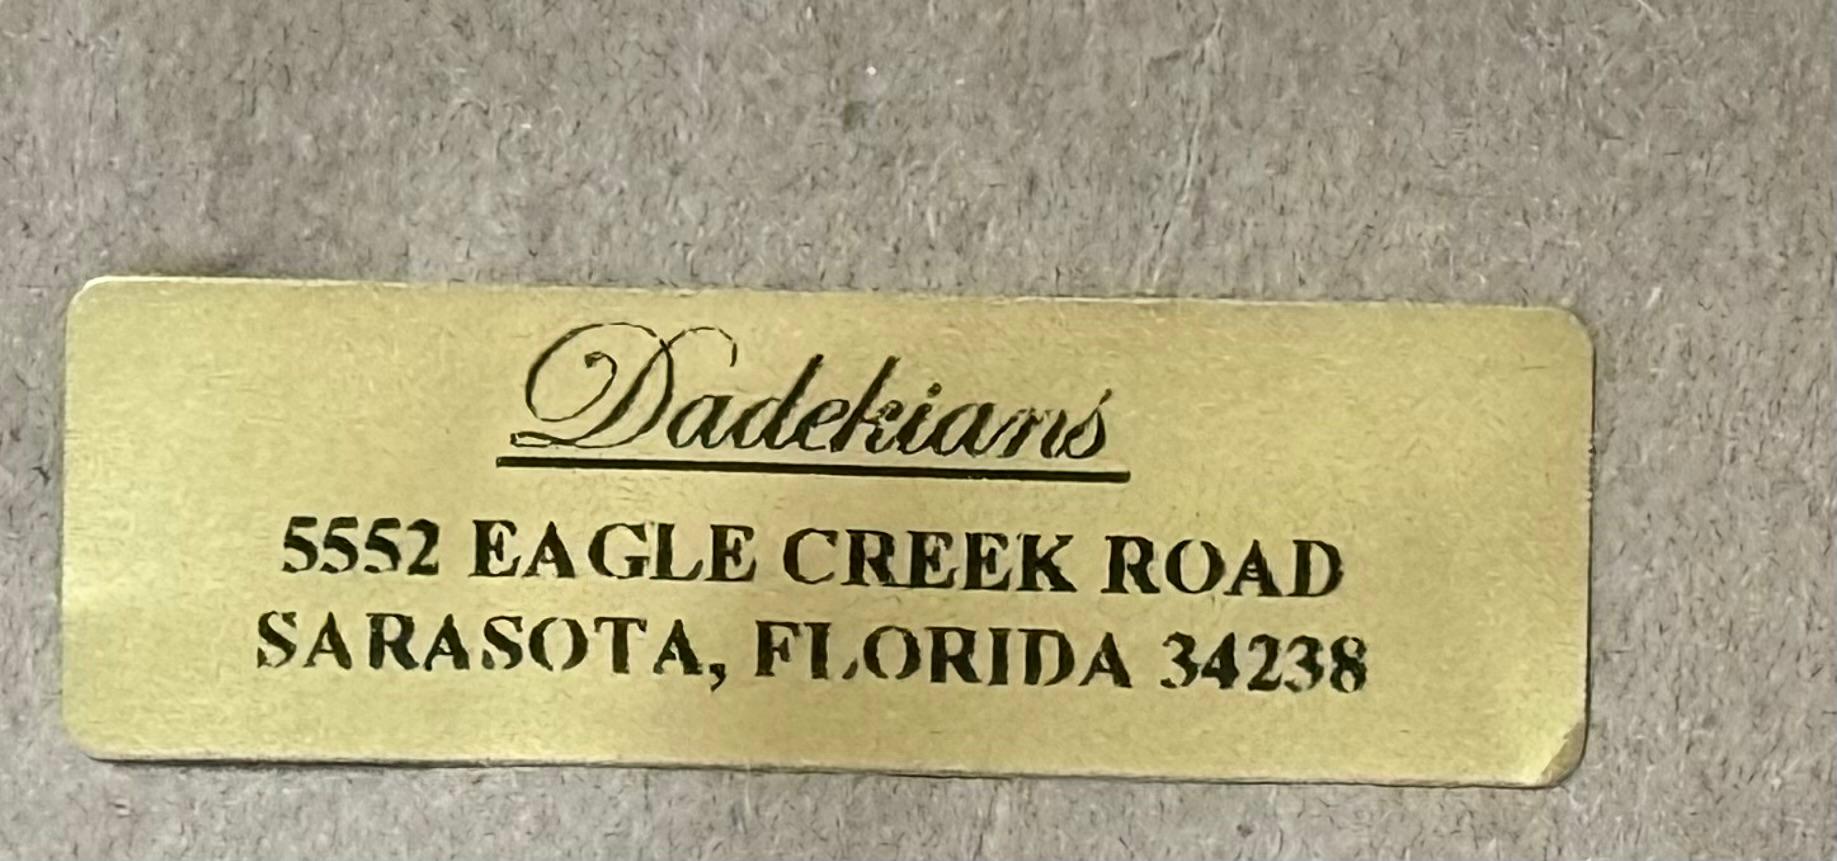 Dadekians
5552 EAGLE CREEK ROAD
SARASOTA, FLORIDA 34238